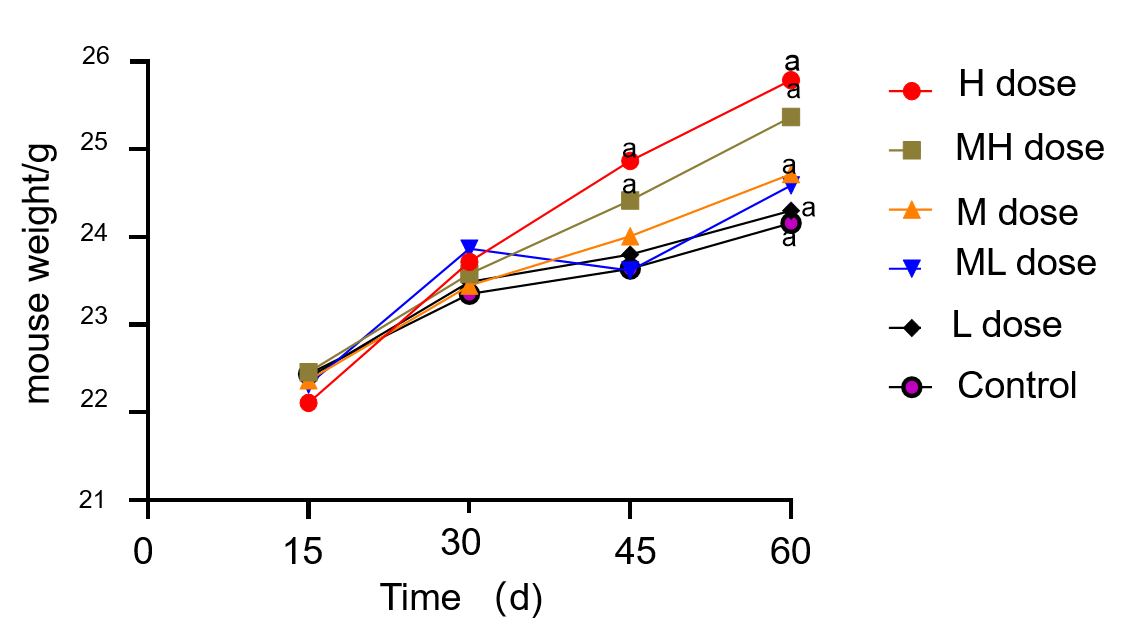 26
25
24
23
22
21
mouse weight/g
0
15
30
45
60
Time (d)
a
a
a
a
a
a
a
H dose
MH dose
M dose
ML dose
L dose
Control